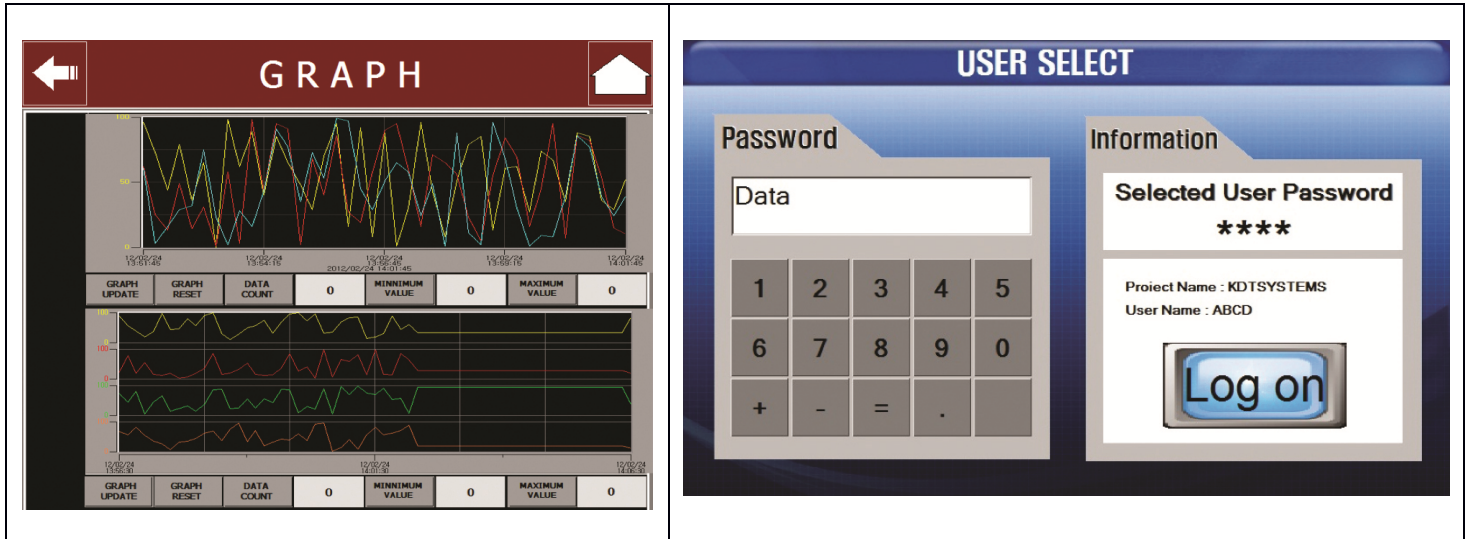 GRAPH
100
50
0
12/02/24 12/02/24 12/02/24 12/02/24 12/02/24
13:51:45 13:54:15 13:56:45 13:59:15 14:01:45
2012/02/24 14:01:45
GRAPH UPDATE GRAPH RESET DATA COUNT 0 MINNIMUM VALUE 0 MAXIMUM VALUE 0
100
0
100
0
12/02/24 12/02/24 12/02/24
13:56:30 14:01:30 14:06:30
GRAPH UPDATE GRAPH RESET DATA COUNT 0 MINNIMUM VALUE 0 MAXIMUM VALUE 0
USER SELECT
Password
Data
1 2 3 4 5
6 7 8 9 0
+ - = .
Information
Selected User Password
****
Proiect Name : KDTSYSTEMS
User Name : ABCD
Log on